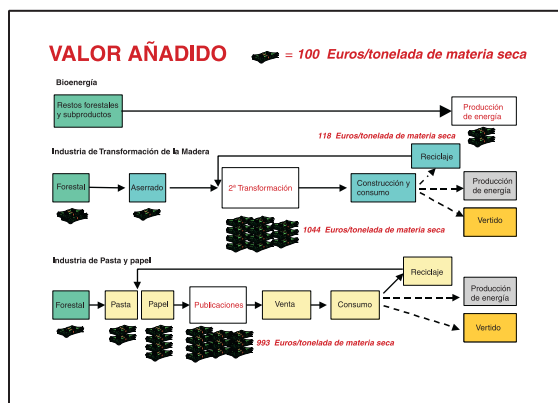 VALOR AÑADIDO
= 100 Euros/tonelada de materia seca
Bioenergía
Restos forestales
y subproductos
Producción
de energía
118 Euros/tonelada de materia seca
Industria de Transformación de la Madera
Reciclaje
Forestal
Aserrado
2ª Transformación
Construcción y
consumo
Producción
de energía
Vertido
1044 Euros/tonelada de materia seca
Industria de Pasta y papel
Reciclaje
Forestal
Pasta
Papel
Publicaciones
Venta
Consumo
Producción
de energía
Vertido
993 Euros/tonelada de materia seca